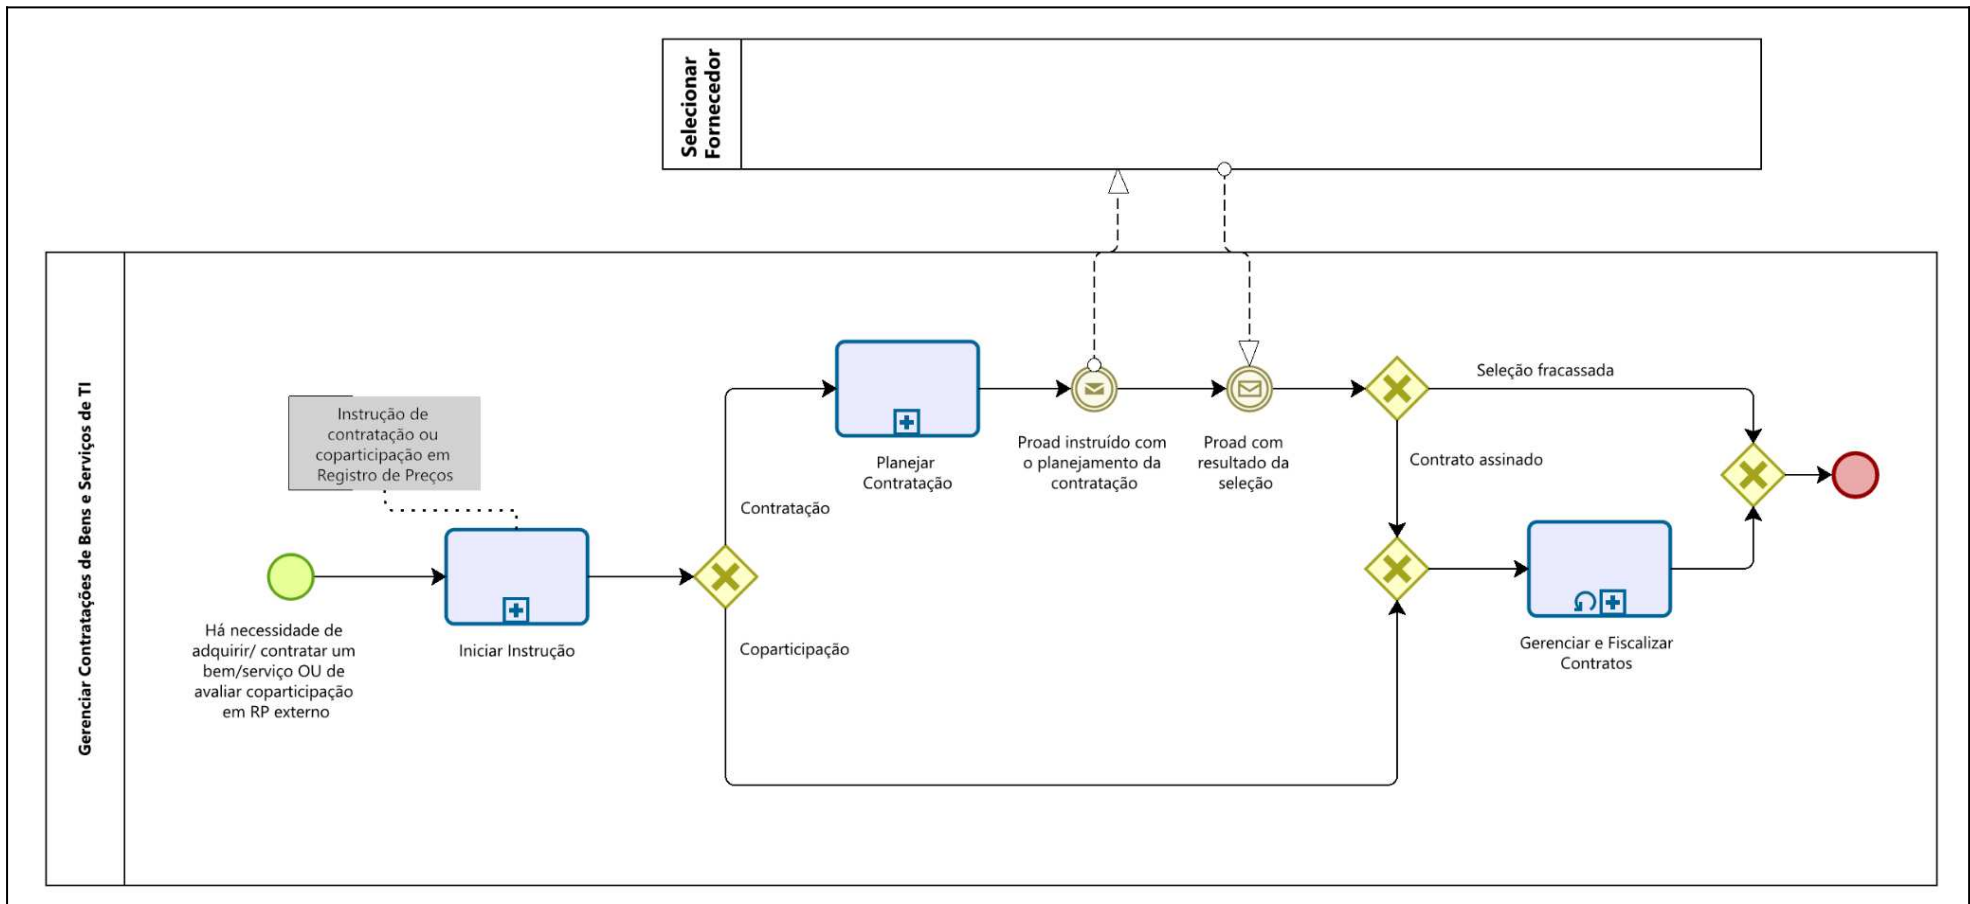 Selecionar
Fornecedor
Gerenciar Contratações de Bens e Serviços de TI
Instrução de
contratação ou
coparticipação em
Registro de Preços
Há necessidade de
adquirir/ contratar um
bem/serviço OU de
avaliar coparticipação
em RP externo
Iniciar Instrução
Contratação
Coparticipação
Planejar
Contratação
Proad instruído com
o planejamento da
contratação
Proad com
resultado da
seleção
Seleção fracassada
Contrato assinado
Gerenciar e Fiscalizar
Contratos